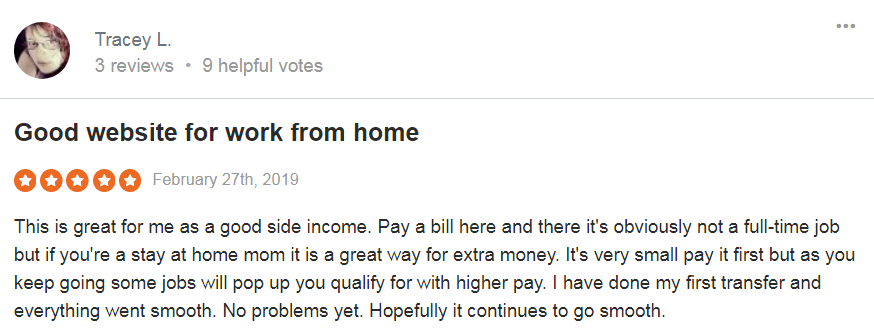 Tracey L.
3 reviews • 9 helpful votes
Good website for work from home
February 27th, 2019
This is great for me as a good side income. Pay a bill here and there it's obviously not a full-time job
but if you're a stay at home mom it is a great way for extra money. It's very small pay it first but as you
keep going some jobs will pop up you qualify for with higher pay. I have done my first transfer and
everything went smooth. No problems yet. Hopefully it continues to go smooth.